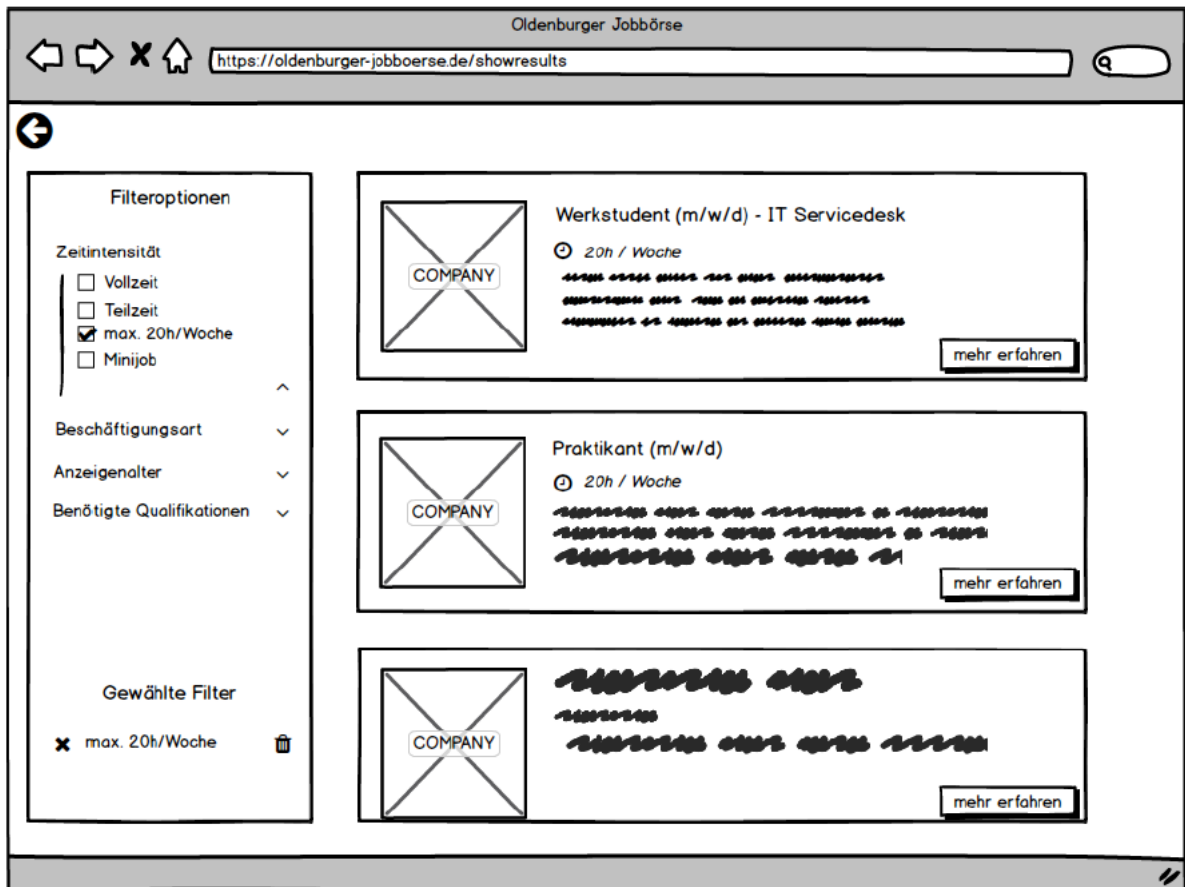 Oldenburger Jobbörse
https://oldenburger-jobboerse.de/showresults
Filteroptionen
Zeitintensität
Vollzeit
Teilzeit
max. 20h/Woche
Minijob
Beschäftigungsart
Anzeigenalter
Benötigte Qualifikationen
Gewählte Filter
max. 20h/Woche
COMPANY
Werkstudent (m/w/d) - IT Servicedesk
20h / Woche
mehr erfahren
COMPANY
Praktikant (m/w/d)
20h / Woche
mehr erfahren
COMPANY
mehr erfahren